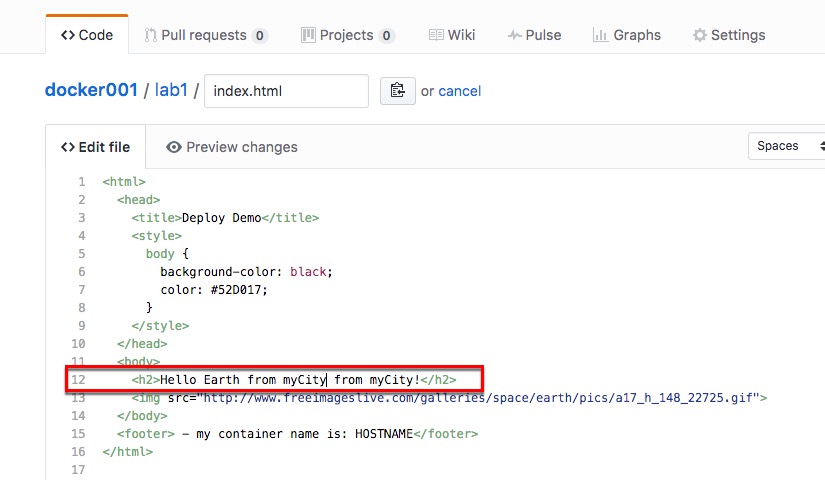 Code Pull requests 0 Projects 0 Wiki Pulse Graphs Settings
docker001 / lab1 / index.html or cancel
Edit file Preview changes Spaces
1 <html>
2 <head>
3 <title>Deploy Demo</title>
4 <style>
5 body {
6 background-color: black;
7 color: #52D017;
8 }
9 </style>
10 </head>
11 <body>
12 <h2>Hello Earth from myCity from myCity!</h2>
13 <img src="http://www.freeimageslive.com/galleries/space/earth/pics/a17_h_148_22725.gif">
14 </body>
15 <footer> - my container name is: HOSTNAME</footer>
16 </html>
17